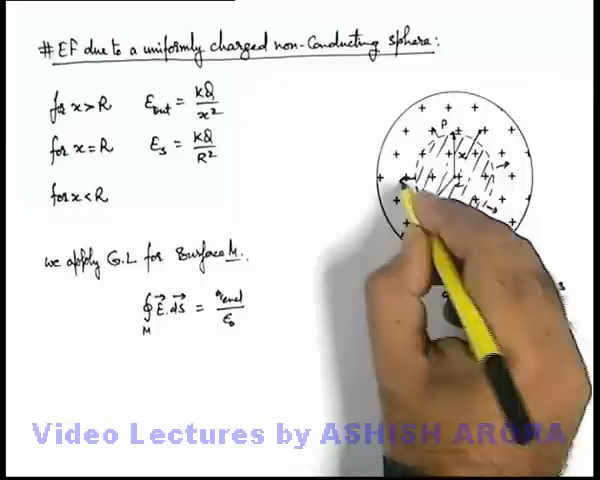 # EF due to a uniformly charged non-Conducting sphere:
for x > R E_out = kQ/x²
for x = R E_s = kQ/R²
for x < R
we apply G.L for Surface M.
∮_M E⃗.dS⃗ = q_encl/ε₀
P
x
Video Lectures by ASHISH ARORA